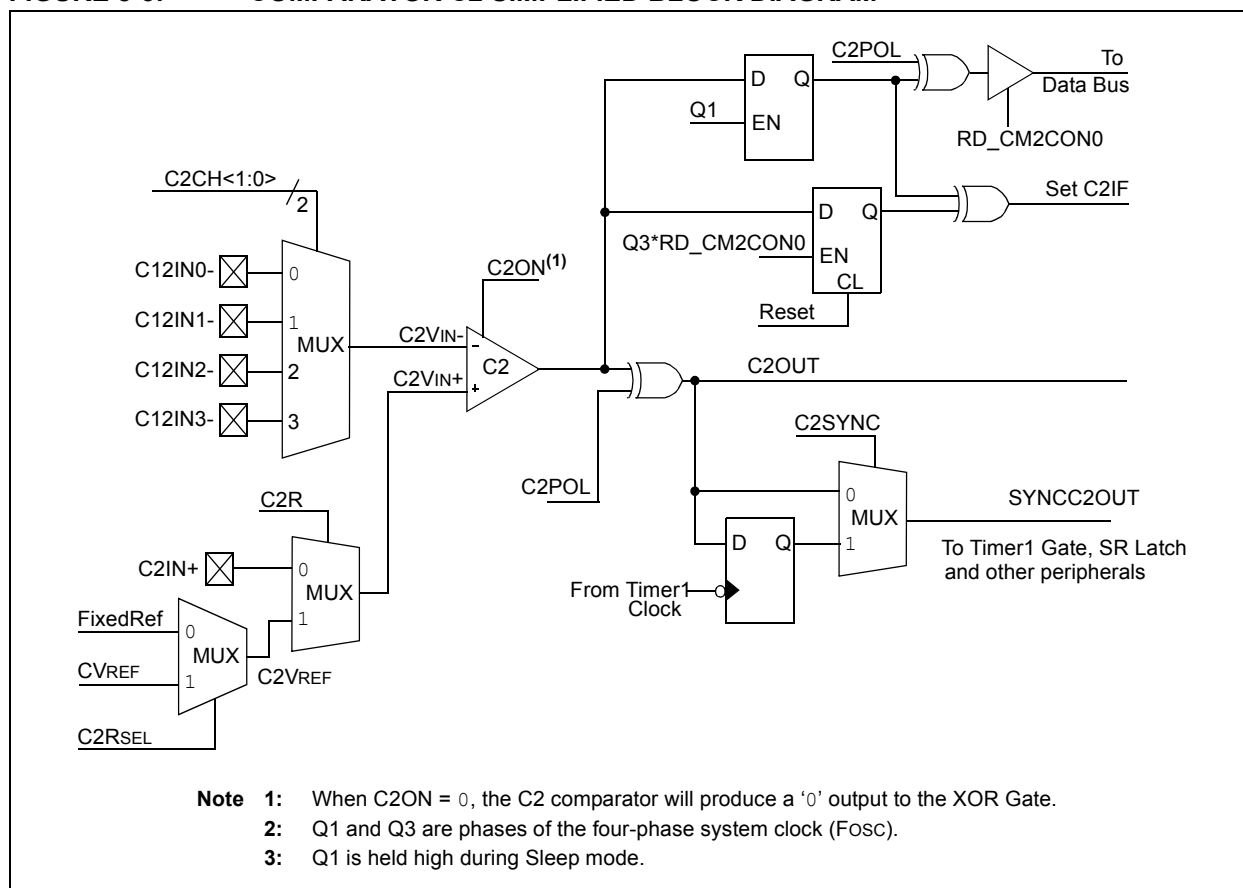 C2POL
To
Data Bus
D Q
Q1
EN
RD_CM2CON0
C2CH<1:0>
2
Set C2IF
D Q
Q3*RD_CM2CON0
EN
CL
Reset
C12IN0-
0
C2ON(1)
C12IN1-
1
MUX
C2VIN-
-
C2
C12IN2-
2
C2VIN+
+
C2OUT
C12IN3-
3
C2SYNC
C2POL
C2R
0
MUX
SYNCC2OUT
D Q
1
To Timer1 Gate, SR Latch
and other peripherals
C2IN+
0
MUX
From Timer1
Clock
FixedRef
0
1
MUX
CVREF
1
C2VREF
C2RSEL
Note 1: When C2ON = 0, the C2 comparator will produce a ‘0’ output to the XOR Gate.
2: Q1 and Q3 are phases of the four-phase system clock (FOSC).
3: Q1 is held high during Sleep mode.